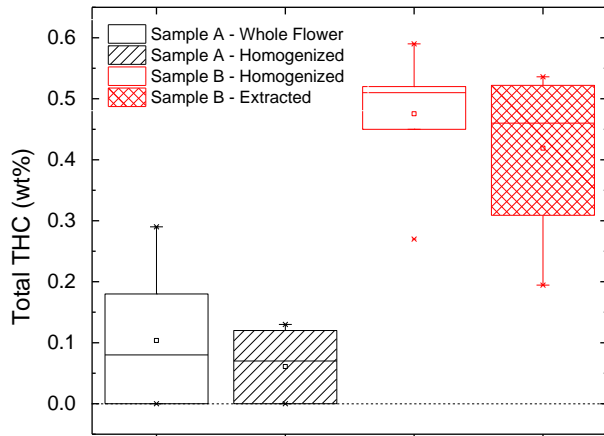 Total THC (wt%)
0.6
0.5
0.4
0.3
0.2
0.1
0.0
Sample A - Whole Flower
Sample A - Homogenized
Sample B - Homogenized
Sample B - Extracted